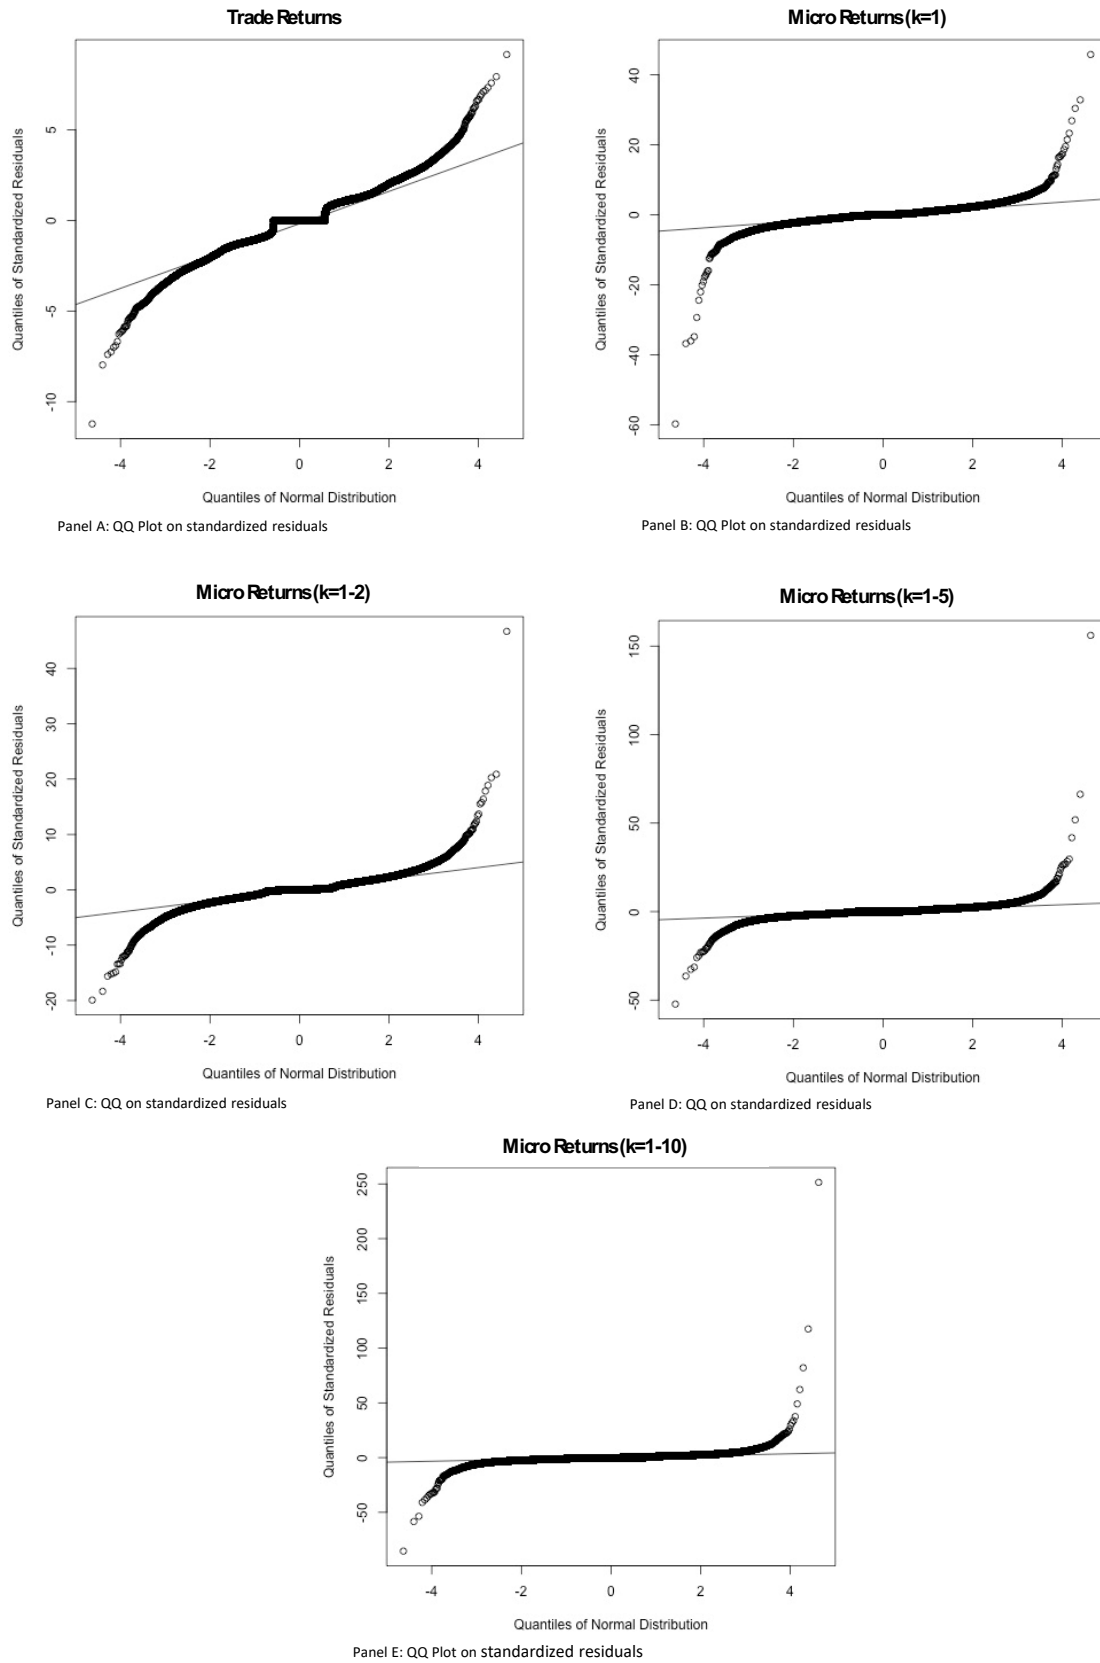 Trade Returns
Quantiles of Standardized Residuals
5
0
-5
-10
-4 -2 0 2 4
Quantiles of Normal Distribution
Panel A: QQ Plot on standardized residuals
Micro Returns (k=1)
Quantiles of Standardized Residuals
40
20
0
-20
-40
-60
-4 -2 0 2 4
Quantiles of Normal Distribution
Panel B: QQ Plot on standardized residuals
Micro Returns (k=1-2)
Quantiles of Standardized Residuals
40
30
20
10
0
-10
-20
-4 -2 0 2 4
Quantiles of Normal Distribution
Panel C: QQ on standardized residuals
Micro Returns (k=1-5)
Quantiles of Standardized Residuals
150
100
50
0
-50
-4 -2 0 2 4
Quantiles of Normal Distribution
Panel D: QQ on standardized residuals
Micro Returns (k=1-10)
Quantiles of Standardized Residuals
250
200
150
100
50
0
-50
-4 -2 0 2 4
Quantiles of Normal Distribution
Panel E: QQ Plot on standardized residuals